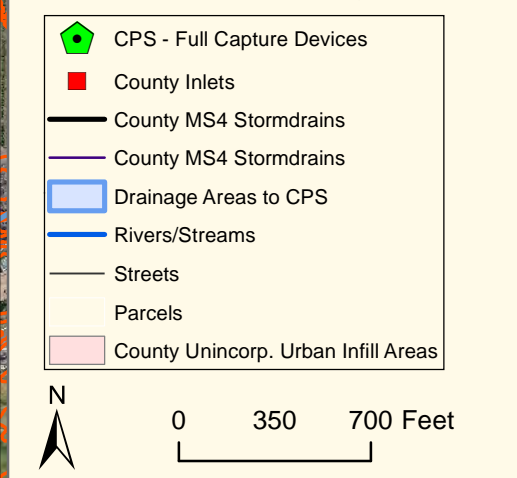 CPS - Full Capture Devices
County Inlets
County MS4 Stormdrains
County MS4 Stormdrains
Drainage Areas to CPS
Rivers/Streams
Streets
Parcels
County Unincorp. Urban Infill Areas
N
0 350 700 Feet